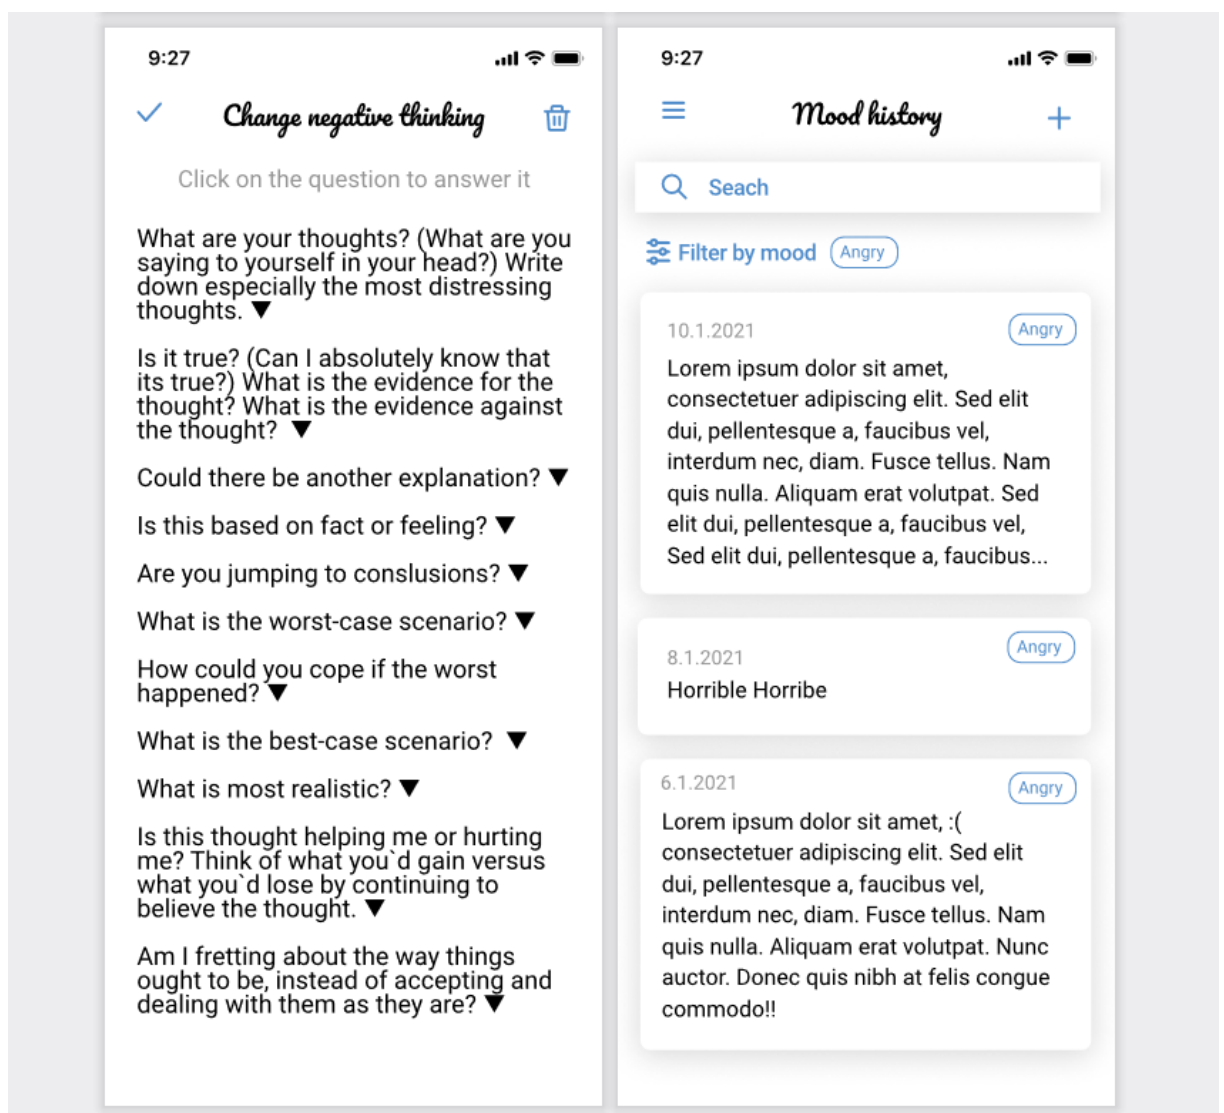 9:27
Change negative thinking
Click on the question to answer it
What are your thoughts? (What are you
saying to yourself in your head?) Write
down especially the most distressing
thoughts. ▼
Is it true? (Can I absolutely know that
its true?) What is the evidence for the
thought? What is the evidence against
the thought? ▼
Could there be another explanation? ▼
Is this based on fact or feeling? ▼
Are you jumping to conslusions? ▼
What is the worst-case scenario? ▼
How could you cope if the worst
happened? ▼
What is the best-case scenario? ▼
What is most realistic? ▼
Is this thought helping me or hurting
me? Think of what you`d gain versus
what you`d lose by continuing to
believe the thought. ▼
Am I fretting about the way things
ought to be, instead of accepting and
dealing with them as they are? ▼
9:27
Mood history
Seach
Filter by mood Angry
10.1.2021 Angry
Lorem ipsum dolor sit amet,
consectetuer adipiscing elit. Sed elit
dui, pellentesque a, faucibus vel,
interdum nec, diam. Fusce tellus. Nam
quis nulla. Aliquam erat volutpat. Sed
elit dui, pellentesque a, faucibus vel,
Sed elit dui, pellentesque a, faucibus...
8.1.2021 Angry
Horrible Horribe
6.1.2021 Angry
Lorem ipsum dolor sit amet, :(
consectetuer adipiscing elit. Sed elit
dui, pellentesque a, faucibus vel,
interdum nec, diam. Fusce tellus. Nam
quis nulla. Aliquam erat volutpat. Nunc
auctor. Donec quis nibh at felis congue
commodo!!